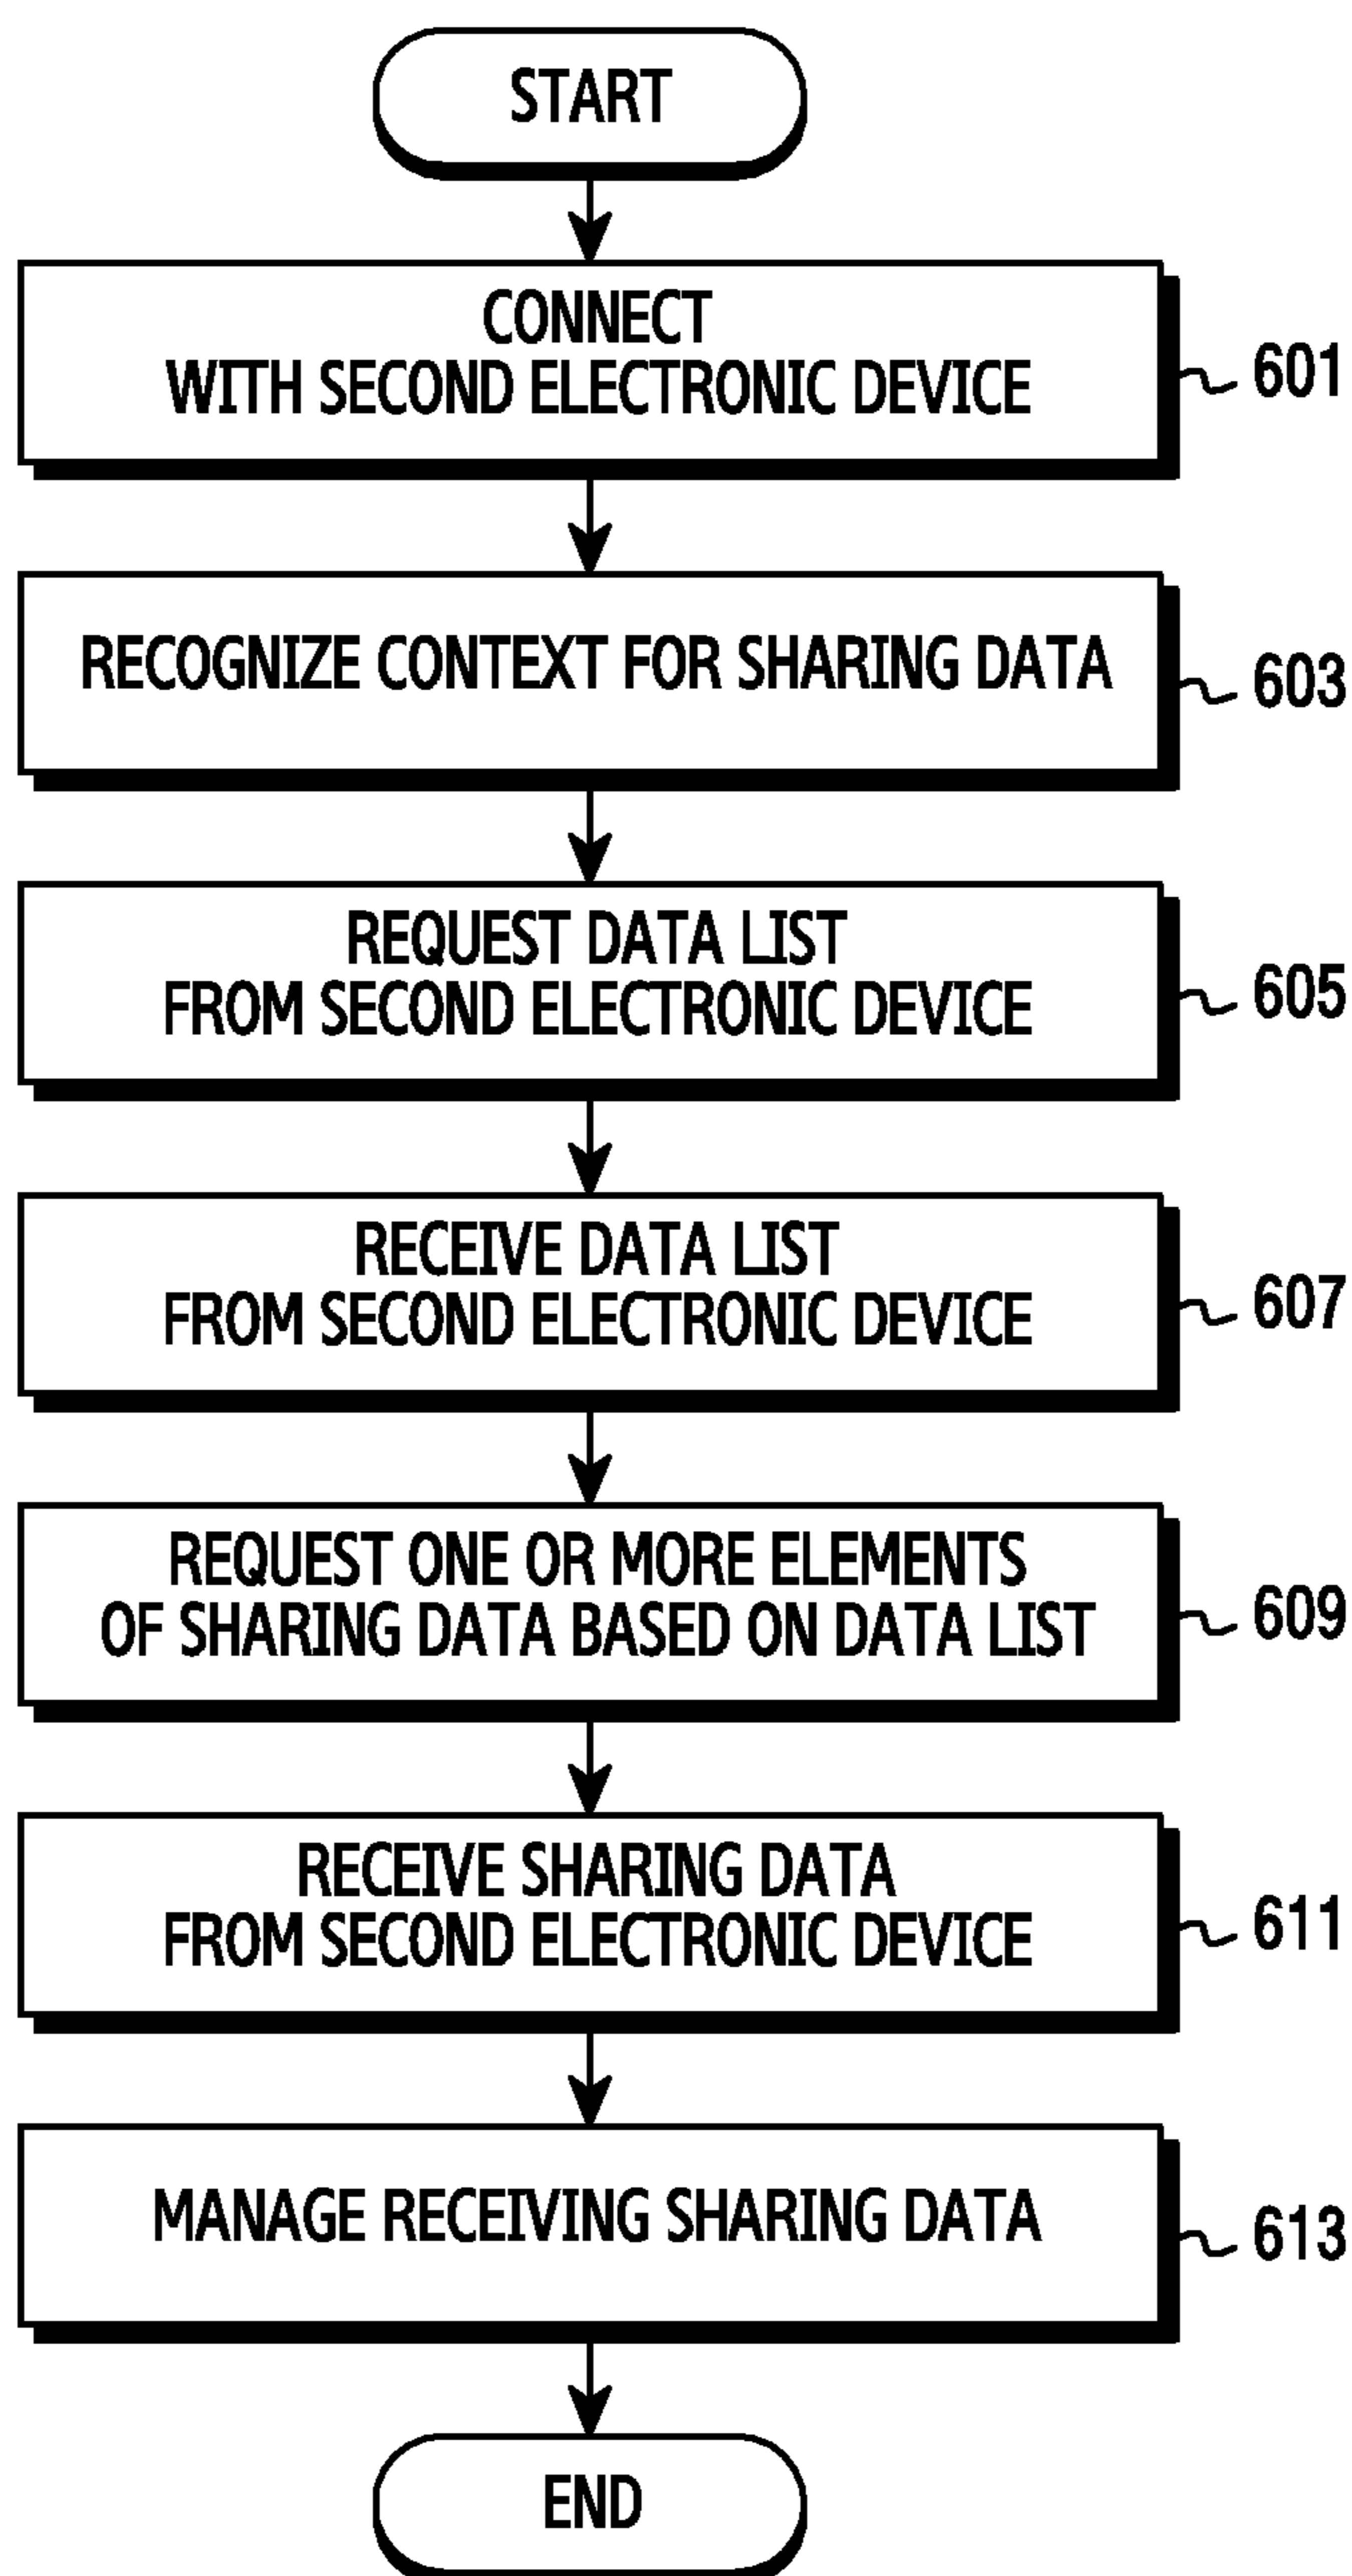 START
CONNECT
WITH SECOND ELECTRONIC DEVICE
601
RECOGNIZE CONTEXT FOR SHARING DATA
603
REQUEST DATA LIST
FROM SECOND ELECTRONIC DEVICE
605
RECEIVE DATA LIST
FROM SECOND ELECTRONIC DEVICE
607
REQUEST ONE OR MORE ELEMENTS
OF SHARING DATA BASED ON DATA LIST
609
RECEIVE SHARING DATA
FROM SECOND ELECTRONIC DEVICE
611
MANAGE RECEIVING SHARING DATA
613
END